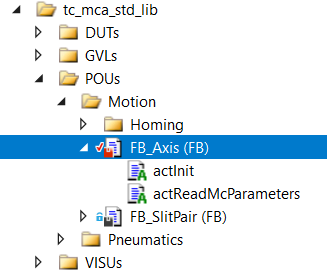 tc_mca_std_lib
DUTs
GVLs
POUs
Motion
Homing
FB_Axis (FB)
actInit
actReadMcParameters
FB_SlitPair (FB)
Pneumatics
VISUs